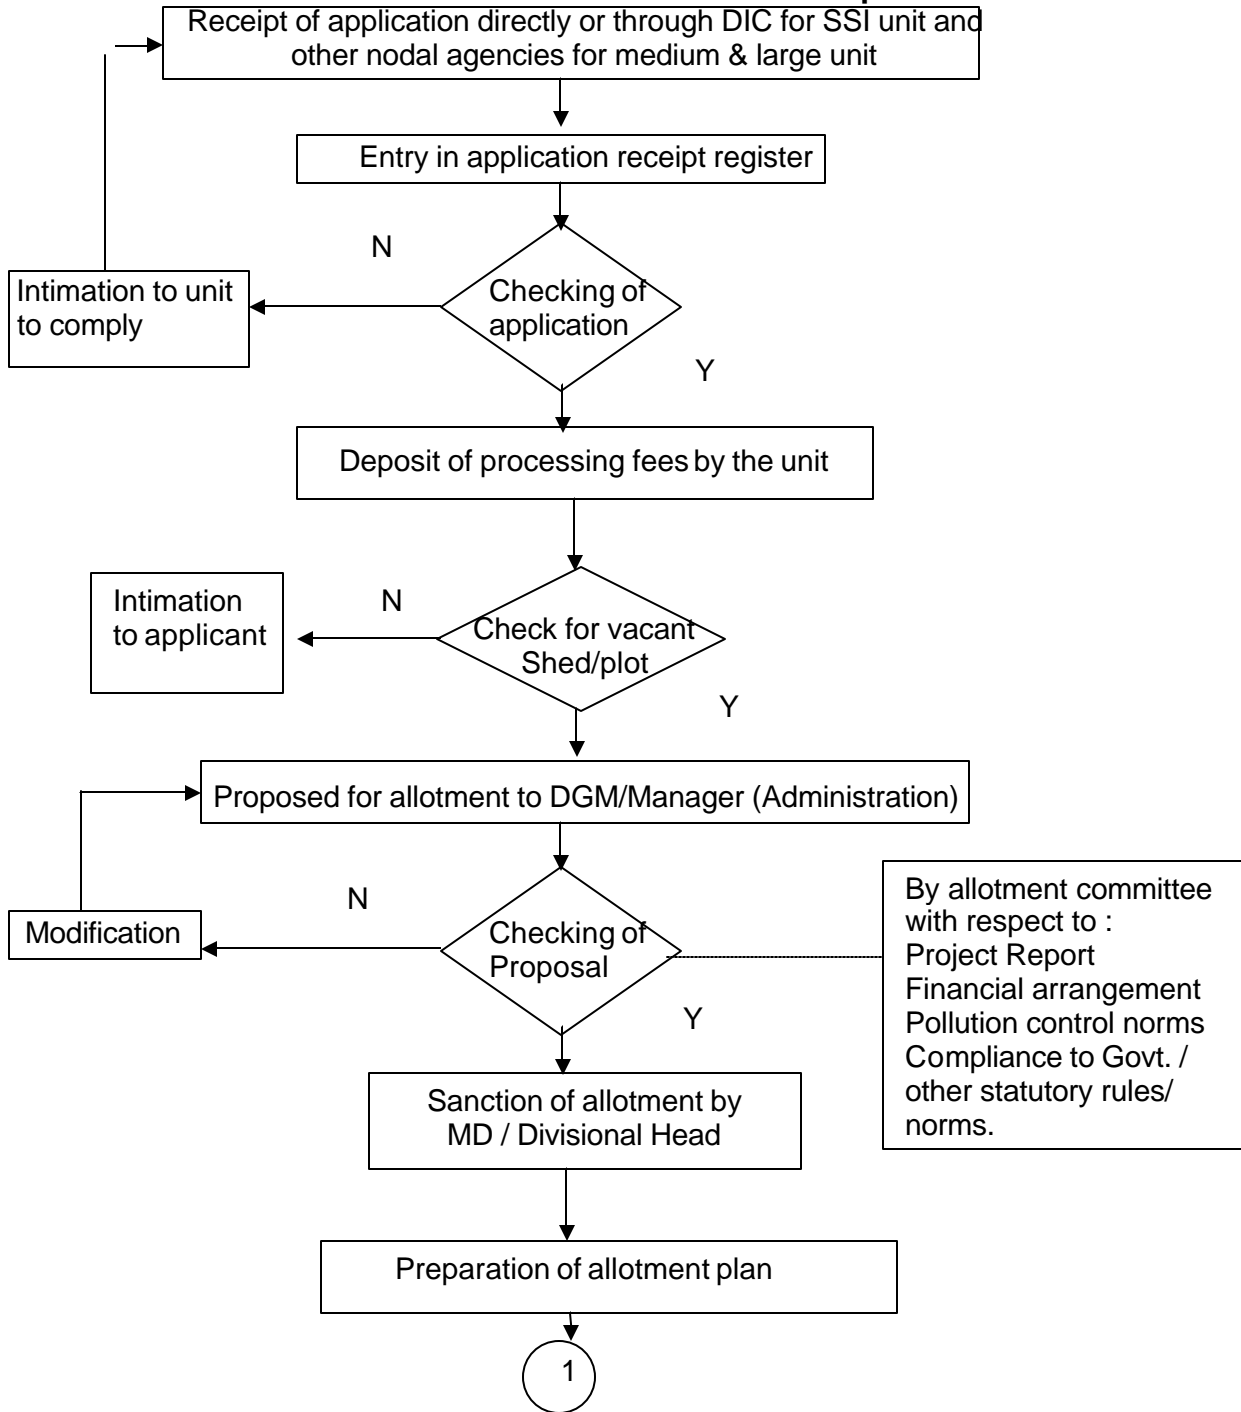 Receipt of application directly or through DIC for SSI unit and
other nodal agencies for medium & large unit
Entry in application receipt register
N
Intimation to unit
to comply
Checking of
application
Y
Deposit of processing fees by the unit
Intimation
to applicant
N
Check for vacant
Shed/plot
Y
Proposed for allotment to DGM/Manager (Administration)
N
Modification
Checking of
Proposal
Y
By allotment committee
with respect to :
Project Report
Financial arrangement
Pollution control norms
Compliance to Govt. /
other statutory rules/
norms.
Sanction of allotment by
MD / Divisional Head
Preparation of allotment plan
1